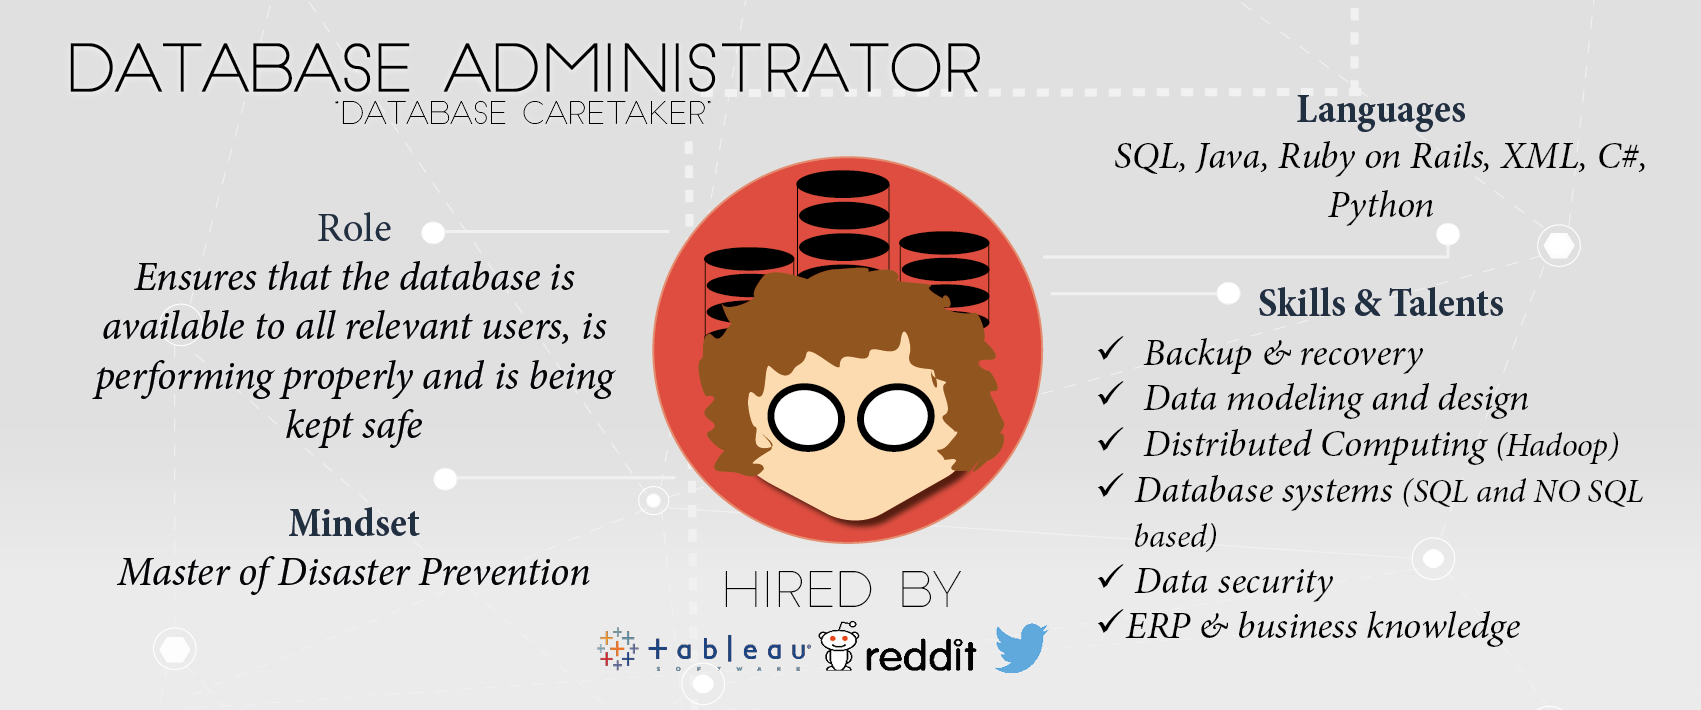 DATABASE ADMINISTRATOR
"DATABASE CARETAKER"
Role
Ensures that the database is
available to all relevant users, is
performing properly and is being
kept safe
Mindset
Master of Disaster Prevention
HIRED BY
+ableau
SOFTWARE
reddit
Languages
SQL, Java, Ruby on Rails, XML, C#,
Python
Skills & Talents
✓ Backup & recovery
✓ Data modeling and design
✓ Distributed Computing (Hadoop)
✓ Database systems (SQL and NO SQL
based)
✓ Data security
✓ ERP & business knowledge